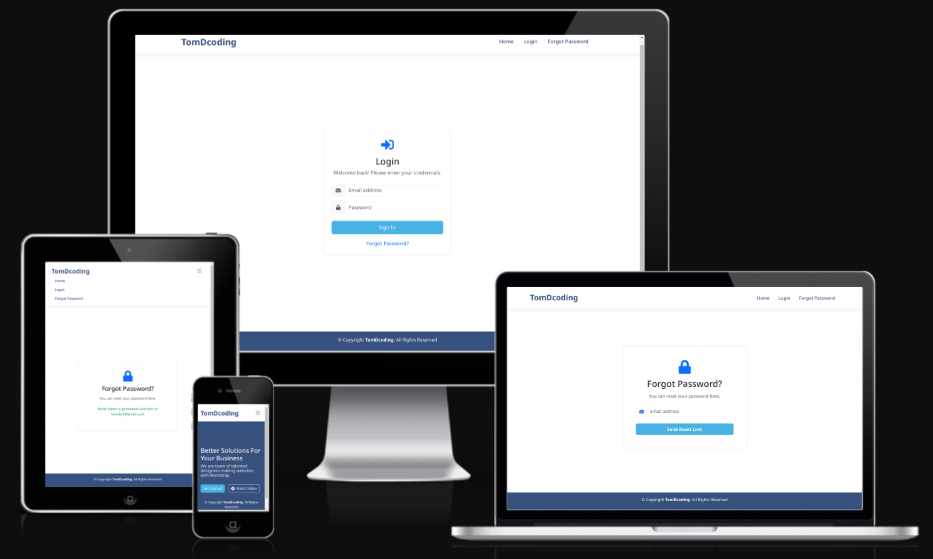 TomDcoding
Home Login Forgot Password
Login
Welcome back! Please enter your credentials.
Email address
Password
Sign In
Forgot Password?
© Copyright TomDcoding. All Rights Reserved
TomDcoding
Home
Login
Forgot Password
Forgot Password?
You can reset your password here.
Reset token is generated and sent to
© Copyright TomDcoding. All Rights Reserved
TomDcoding
Better Solutions For
Your Business
We are team of talented
designers making websites
with Bootstrap
Get Started Watch Video
© Copyright TomDcoding. All Rights
Reserved
TomDcoding
Home Login Forgot Password
Forgot Password?
You can reset your password here.
Email address
Send Reset Link
© Copyright TomDcoding. All Rights Reserved